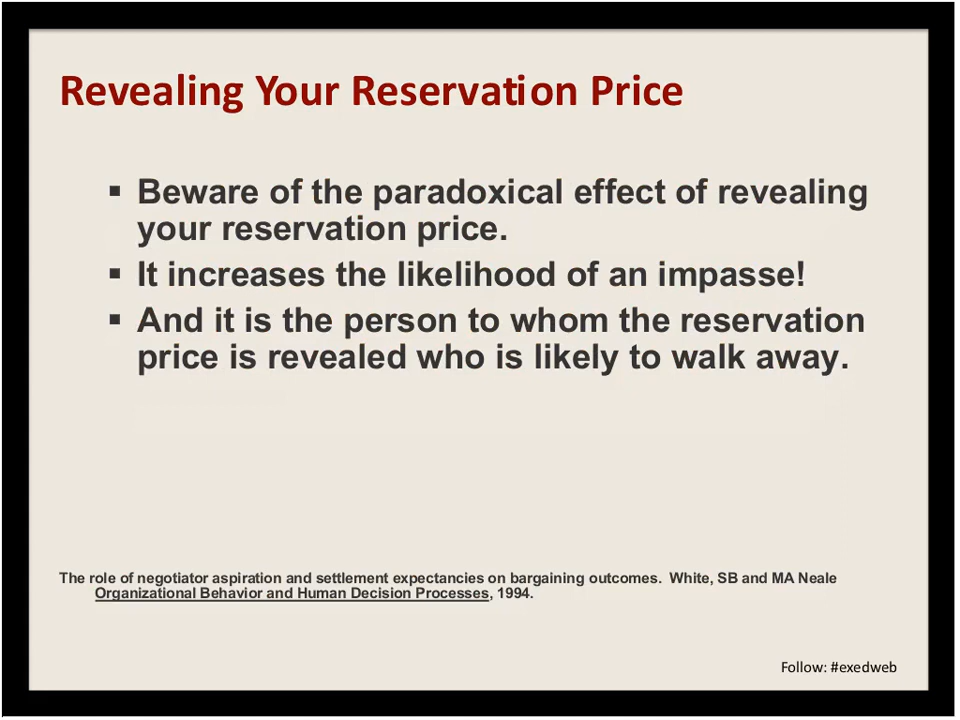 Revealing Your Reservation Price
▪ Beware of the paradoxical effect of revealing
your reservation price.
▪ It increases the likelihood of an impasse!
▪ And it is the person to whom the reservation
price is revealed who is likely to walk away.
The role of negotiator aspiration and settlement expectancies on bargaining outcomes. White, SB and MA Neale
Organizational Behavior and Human Decision Processes, 1994.
Follow: #exedweb